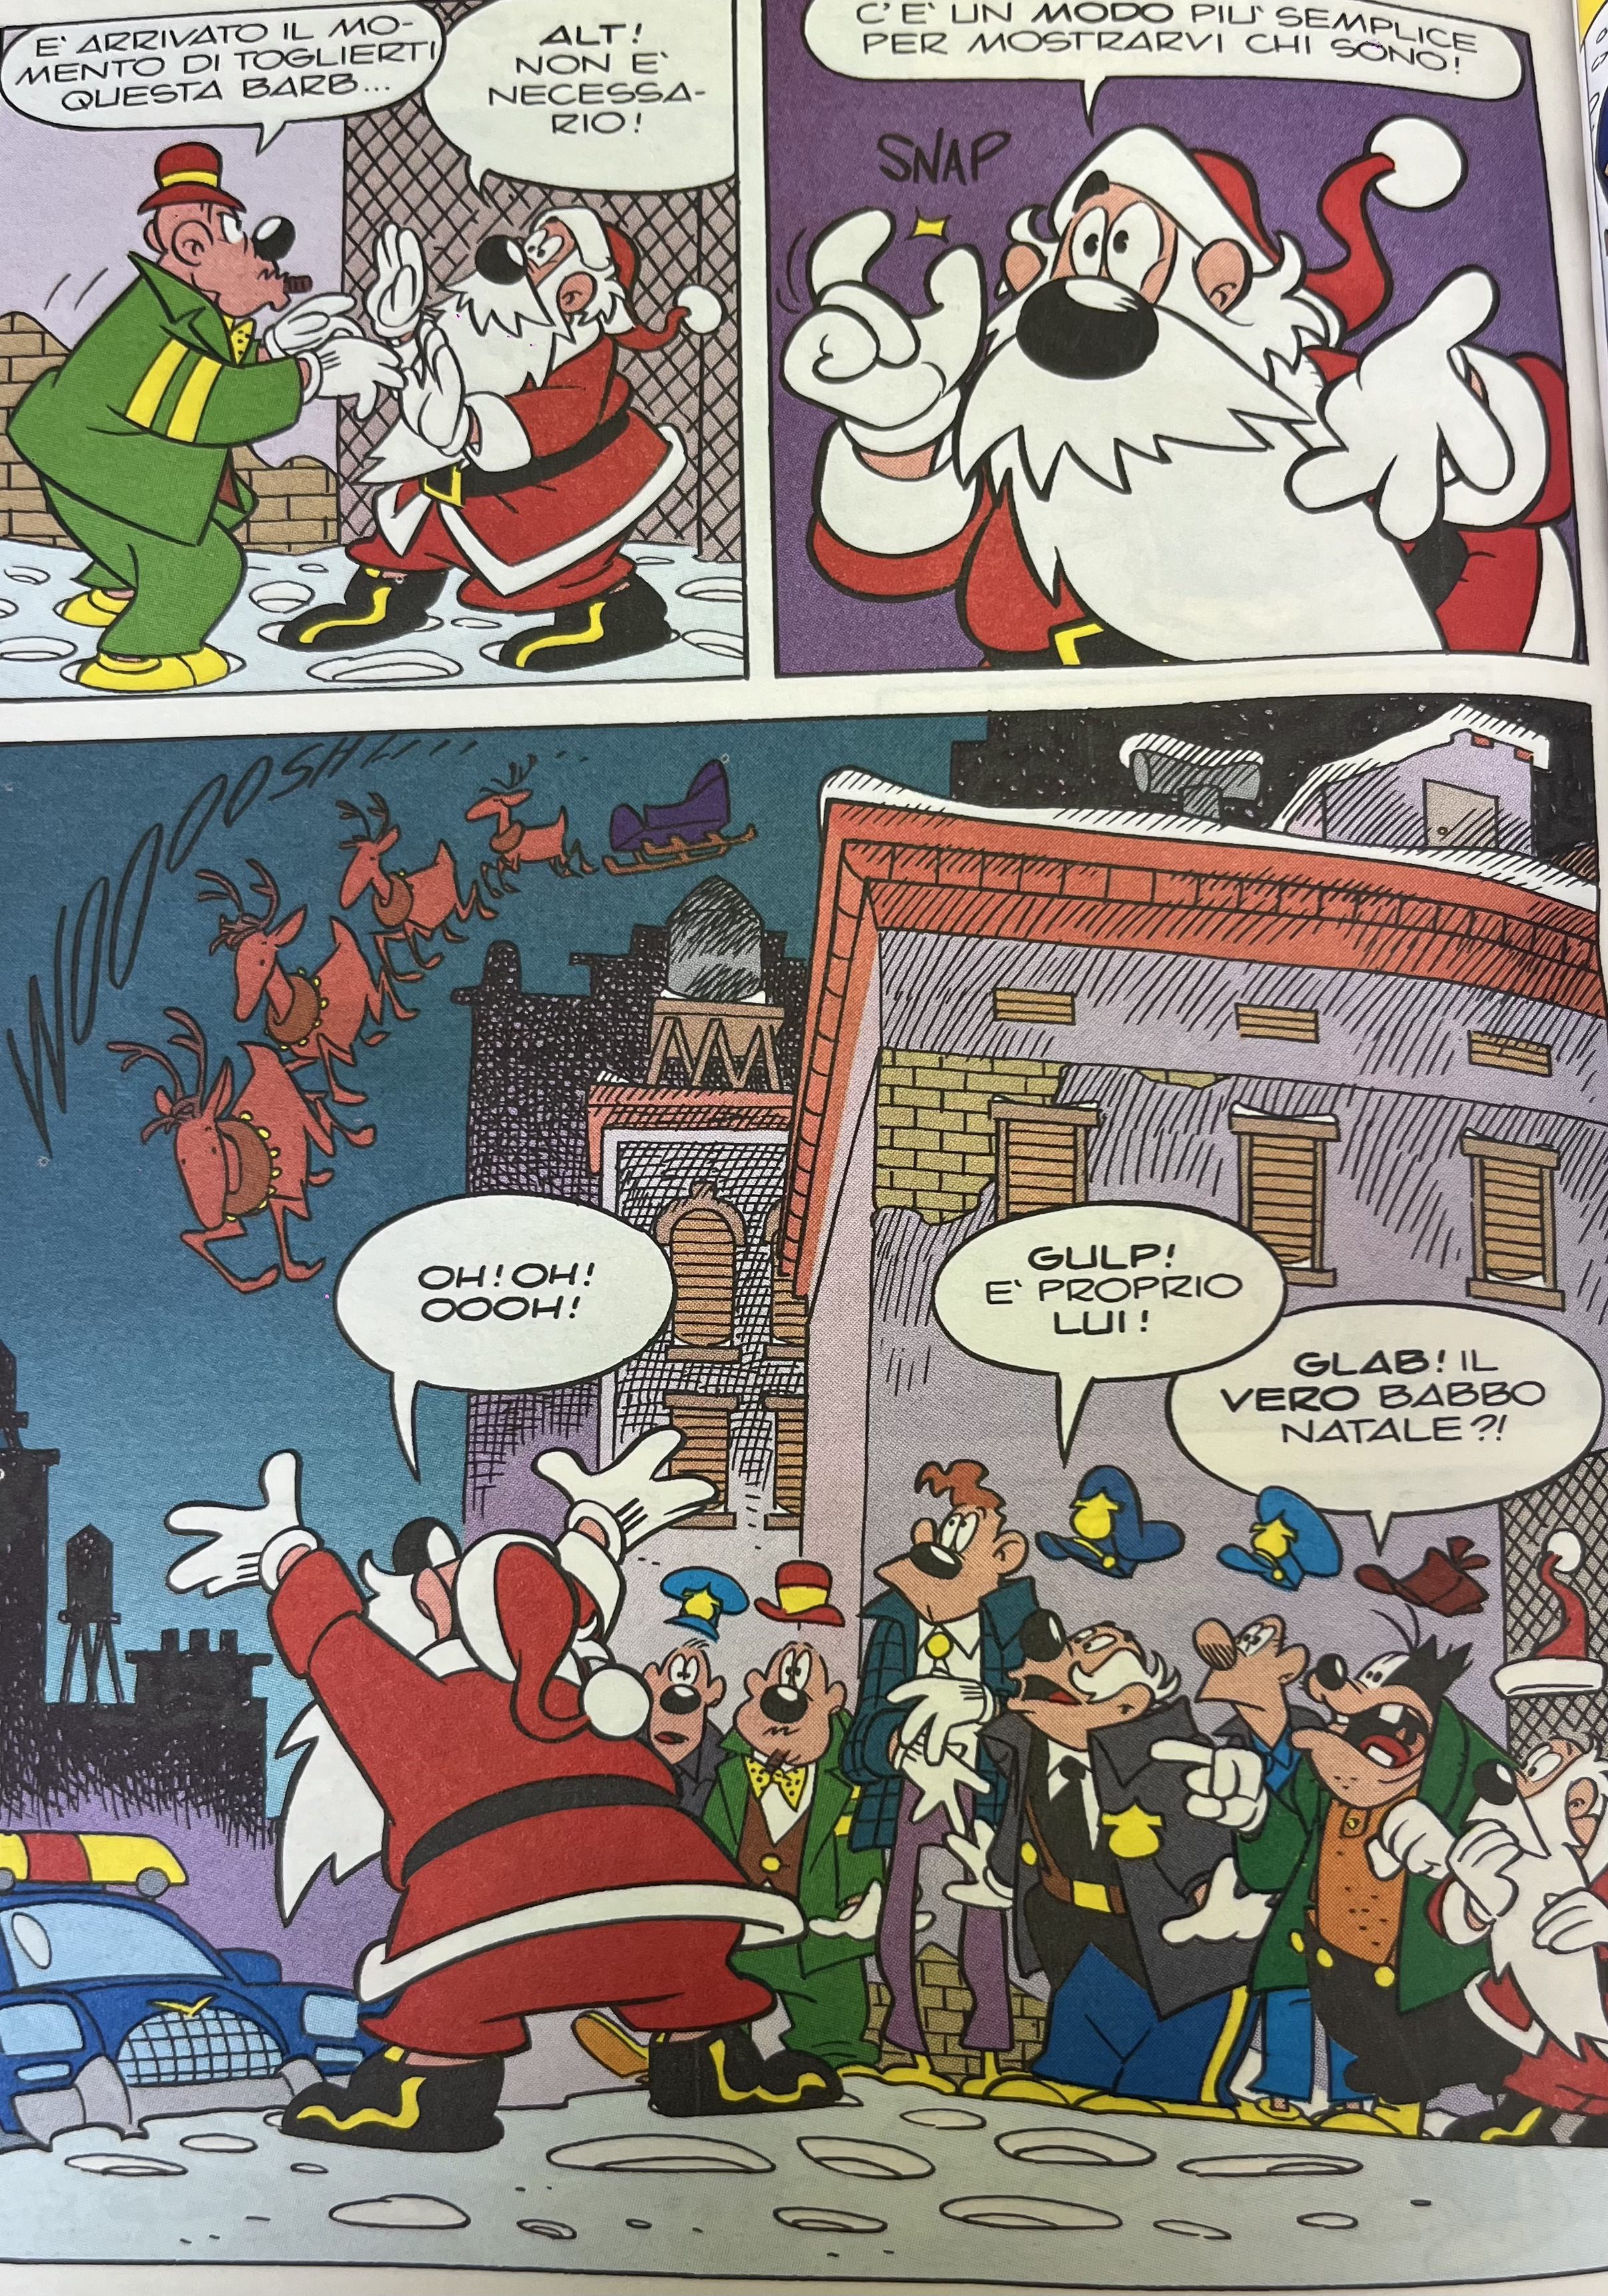 E' ARRIVATO IL MO-
MENTO DI TOGLIERTI
QUESTA BARB...
ALT!
NON E'
NECESSA-
RIO!
C'E' UN MODO PIU' SEMPLICE
PER MOSTRARVI CHI SONO!
SNAP
WOOOOOOSH
OH! OH!
OOOH!
GULP!
E' PROPRIO
LUI!
GLAB! IL
VERO BABBO
NATALE?!